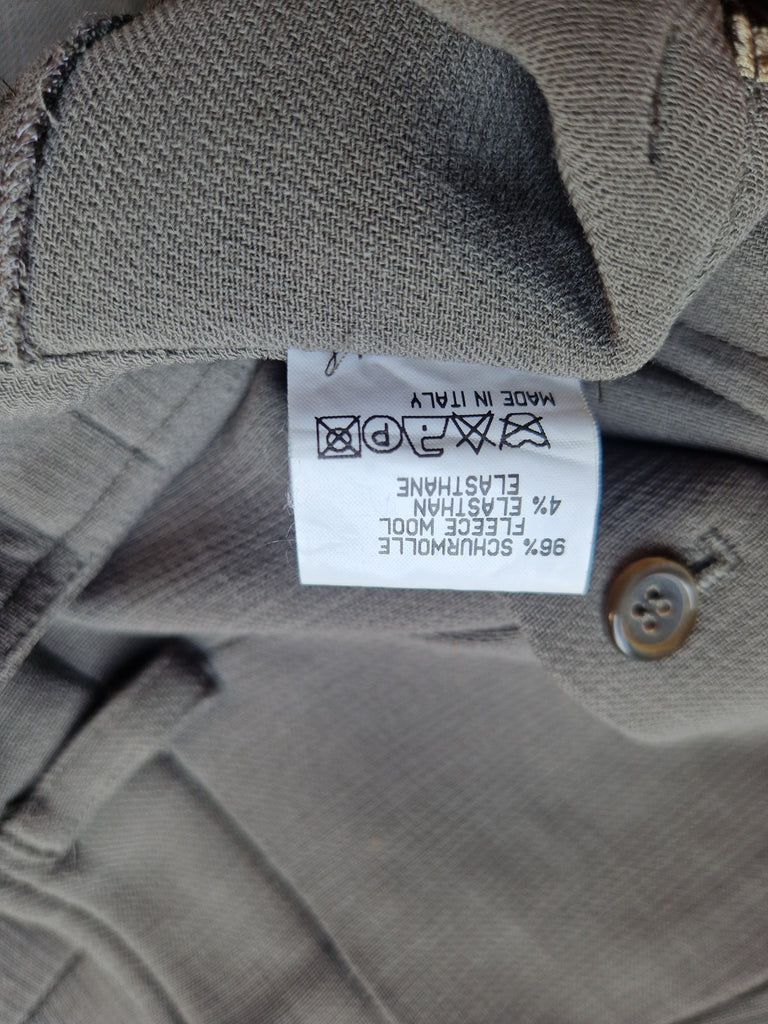 MADE IN ITALY
96% SCHURWOLLE
FLEECE WOOL
4% ELASTHAN
ELASTHANE